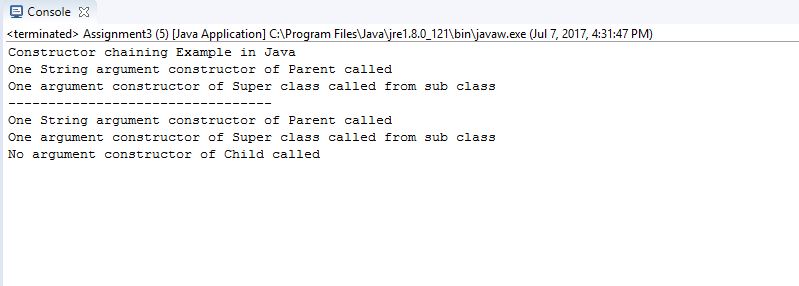 Console
<terminated> Assignment3 (5) [Java Application] C:\Program Files\Java\jre1.8.0_121\bin\javaw.exe (Jul 7, 2017, 4:31:47 PM)
Constructor chaining Example in Java
One String argument constructor of Parent called
One argument constructor of Super class called from sub class
---------------------------------
One String argument constructor of Parent called
One argument constructor of Super class called from sub class
No argument constructor of Child called